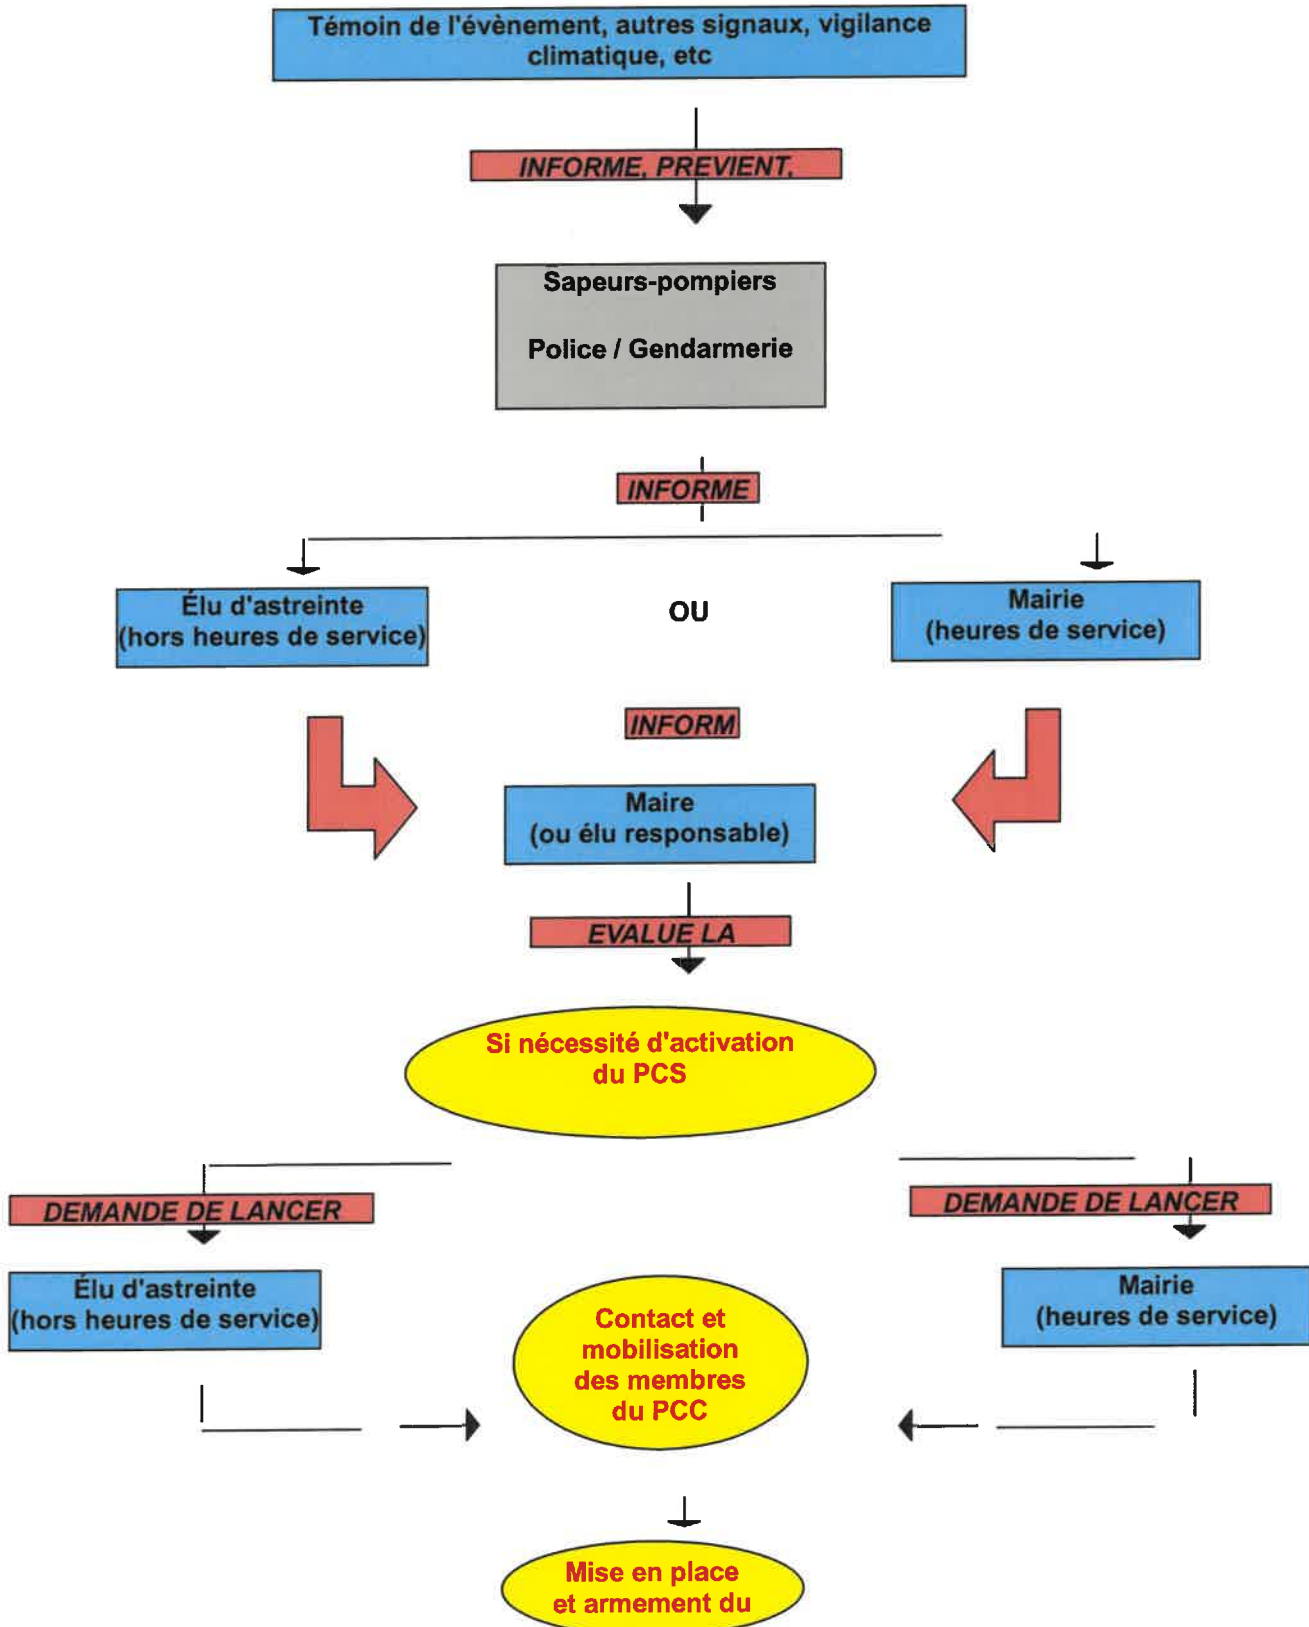 Témoin de l'évènement, autres signaux, vigilance
climatique, etc
INFORME, PREVIENT,
Sapeurs-pompiers
Police / Gendarmerie
INFORME
Élu d'astreinte
(hors heures de service)
OU
Mairie
(heures de service)
INFORM
Maire
(ou élu responsable)
EVALUE LA
Si nécessité d'activation
du PCS
DEMANDE DE LANCER
DEMANDE DE LANCER
Élu d'astreinte
(hors heures de service)
Mairie
(heures de service)
Contact et
mobilisation
des membres
du PCC
Mise en place
et armement du